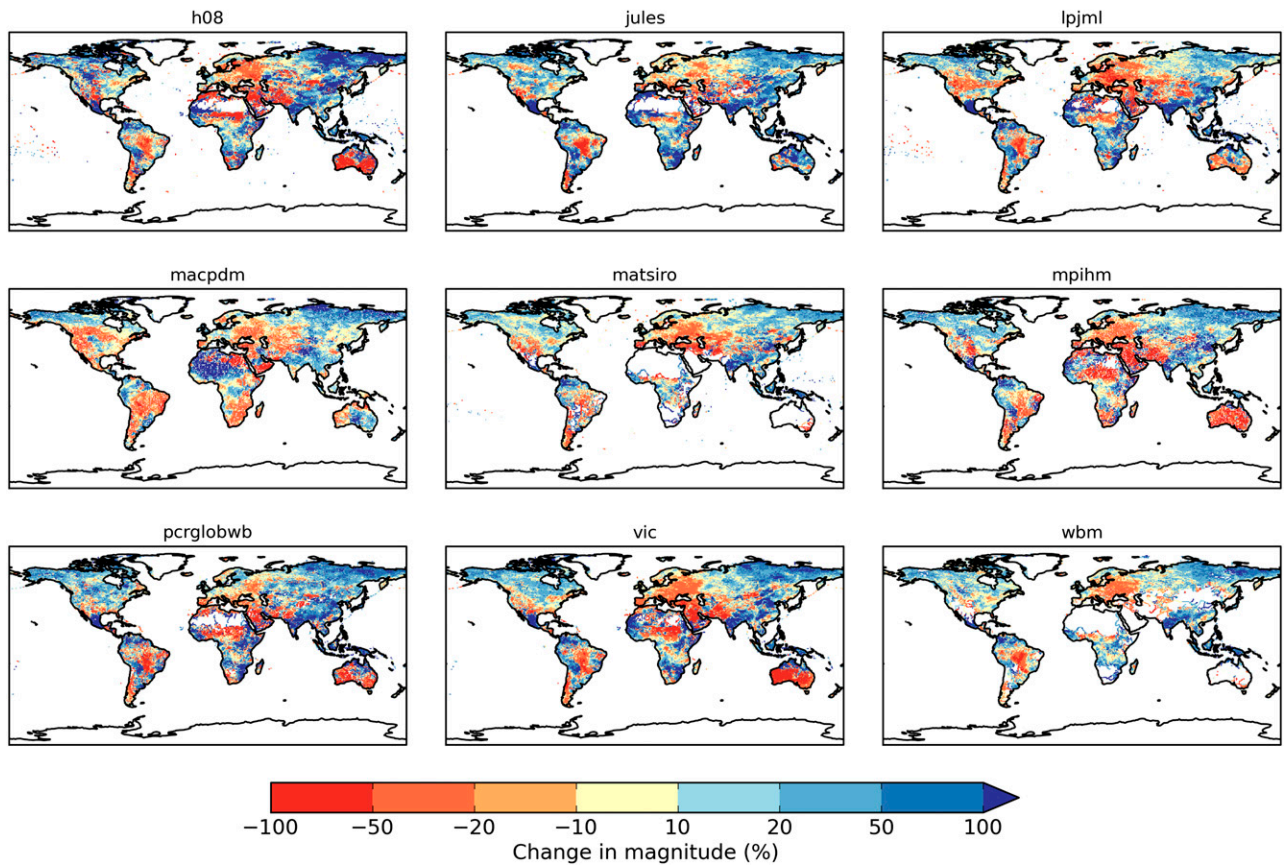 h08 jules lpjml
macpdm matsiro mpihm
pcrglobwb vic wbm
−100 −50 −20 −10 10 20 50 100
Change in magnitude (%)